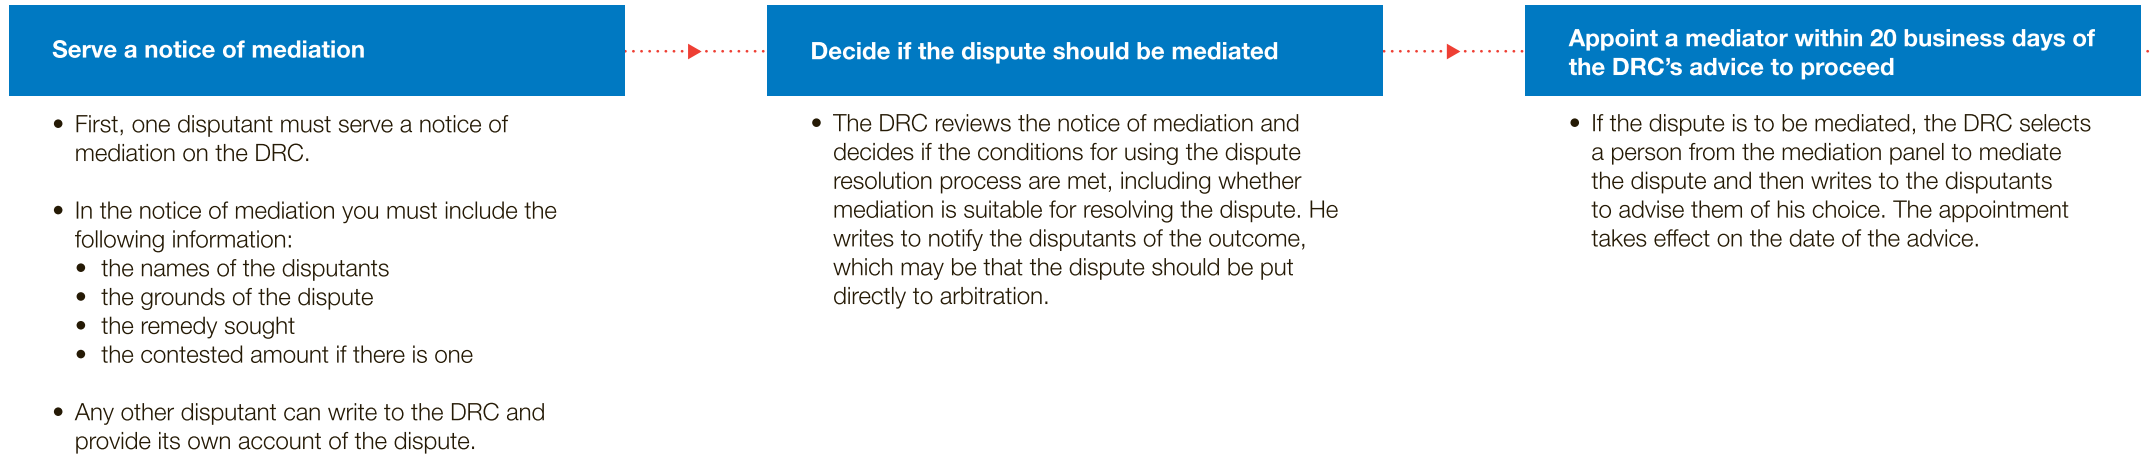 Serve a notice of mediation
• First, one disputant must serve a notice of
mediation on the DRC.
• In the notice of mediation you must include the
following information:
• the names of the disputants
• the grounds of the dispute
• the remedy sought
• the contested amount if there is one
• Any other disputant can write to the DRC and
provide its own account of the dispute.
Decide if the dispute should be mediated
• The DRC reviews the notice of mediation and
decides if the conditions for using the dispute
resolution process are met, including whether
mediation is suitable for resolving the dispute. He
writes to notify the disputants of the outcome,
which may be that the dispute should be put
directly to arbitration.
Appoint a mediator within 20 business days of
the DRC’s advice to proceed
• If the dispute is to be mediated, the DRC selects
a person from the mediation panel to mediate
the dispute and then writes to the disputants
to advise them of his choice. The appointment
takes effect on the date of the advice.